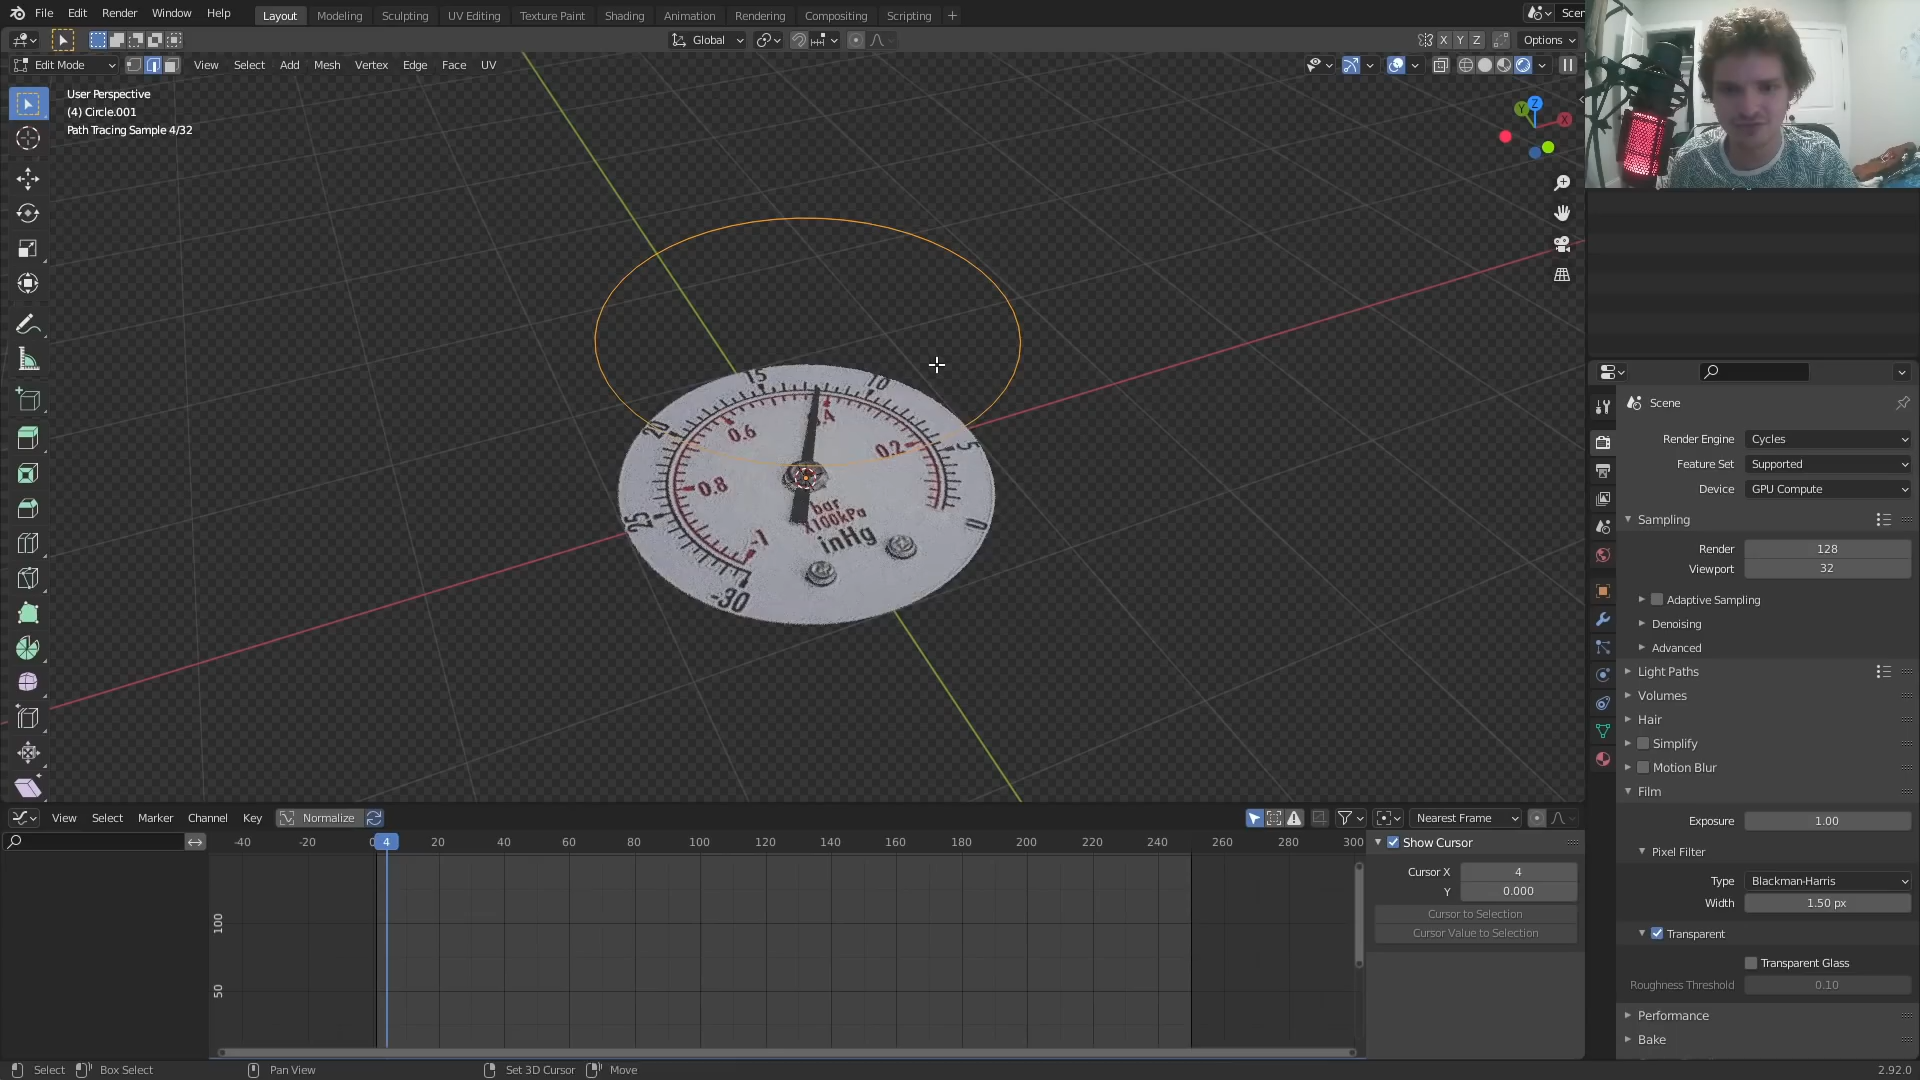 File Edit Render Window Help Layout Modeling Sculpting UV Editing Texture Paint Shading Animation Rendering Compositing Scripting + Scen
Global X Y Z Options
Edit Mode View Select Add Mesh Vertex Edge Face UV
User Perspective
(4) Circle.001
Path Tracing Sample 4/32
Z
Y
X
15 10
20 0.6 .4 0.2 5
0.8
25 bar 0
x100kPa
-1 inHg
-30
Scene
Render Engine Cycles
Feature Set Supported
Device GPU Compute
Sampling
Render 128
Viewport 32
Adaptive Sampling
Denoising
Advanced
Light Paths
Volumes
Hair
Simplify
Motion Blur
Film
Exposure 1.00
Pixel Filter
Type Blackman-Harris
Width 1.50 px
Transparent
Transparent Glass
Roughness Threshold 0.10
Performance
Bake
View Select Marker Channel Key Normalize Nearest Frame
-40 -20 0 4 20 40 60 80 100 120 140 160 180 200 220 240 260 280 300
100
50
Show Cursor
Cursor X 4
Y 0.000
Cursor to Selection
Cursor Value to Selection
Select Box Select Pan View Set 3D Cursor Move 2.92.0